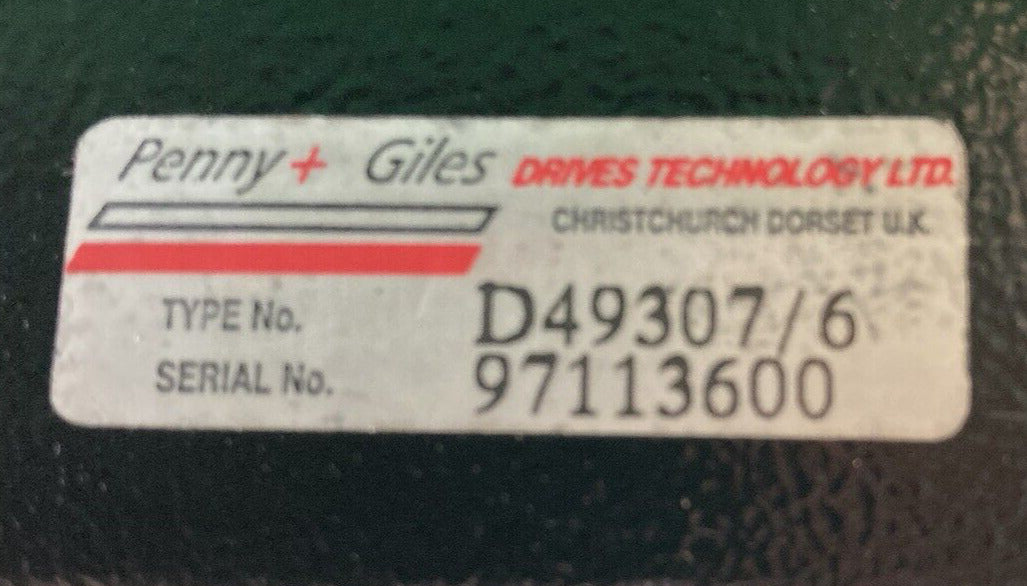 Penny + Giles DRIVES TECHNOLOGY LTD.
CHRISTCHURCH DORSET U.K.
TYPE No. D49307/6
SERIAL No. 97113600